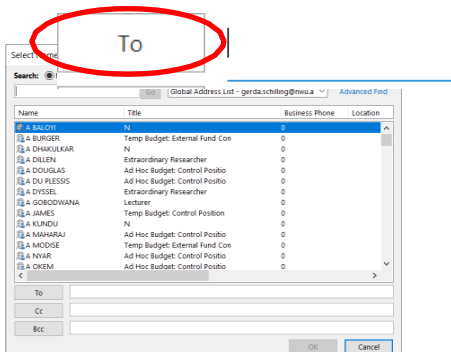 To
Select Name
Search:
Go Global Address List - gerda.schilling@nwu.a Advanced Find
Name Title Business Phone Location
A BALOYI N 0
A BURGER Temp Budget: External Fund Con 0
A DHAKULKAR N 0
A DILLEN Extraordinary Researcher 0
A DOUGLAS Ad Hoc Budget: Control Positio 0
A DU PLESSIS Ad Hoc Budget: Control Positio 0
A DYSSEL Extraordinary Researcher 0
A GOBODWANA Lecturer 0
A JAMES Temp Budget: Control Position 0
A KUNDU N 0
A MAHARAJ Ad Hoc Budget: Control Positio 0
A MODISE Temp Budget: External Fund Con 0
A NYAR Ad Hoc Budget: Control Positio 0
A OKEM Ad Hoc Budget: Control Positio 0
To
Cc
Bcc
OK Cancel